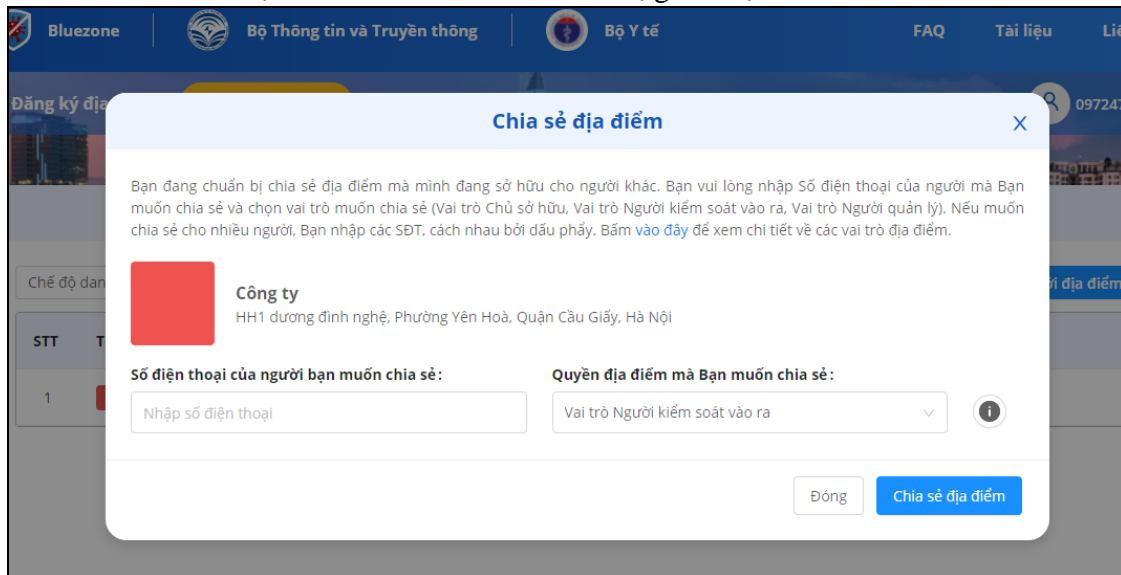 Bluezone
Bộ Thông tin và Truyền thông
Bộ Y tế
FAQ
Tài liệu
Đăng ký
Chia sẻ địa điểm
X
Bạn đang chuẩn bị chia sẻ địa điểm mà mình đang sở hữu cho người khác. Bạn vui lòng nhập Số điện thoại của người mà Bạn
muốn chia sẻ và chọn vai trò muốn chia sẻ (Vai trò Chủ sở hữu, Vai trò Người kiểm soát vào ra, Vai trò Người quản lý). Nếu muốn
chia sẻ cho nhiều người, Bạn nhập các SĐT, cách nhau bởi dấu phẩy. Bấm vào đây để xem chi tiết về các vai trò địa điểm.
Chế độ
địa điểm
Công ty
HH1 dương đình nghệ, Phường Yên Hoà, Quận Cầu Giấy, Hà Nội
STT
1
Số điện thoại của người bạn muốn chia sẻ :
Quyền địa điểm mà Bạn muốn chia sẻ :
Nhập số điện thoại
Vai trò Người kiểm soát vào ra
Đóng
Chia sẻ địa điểm